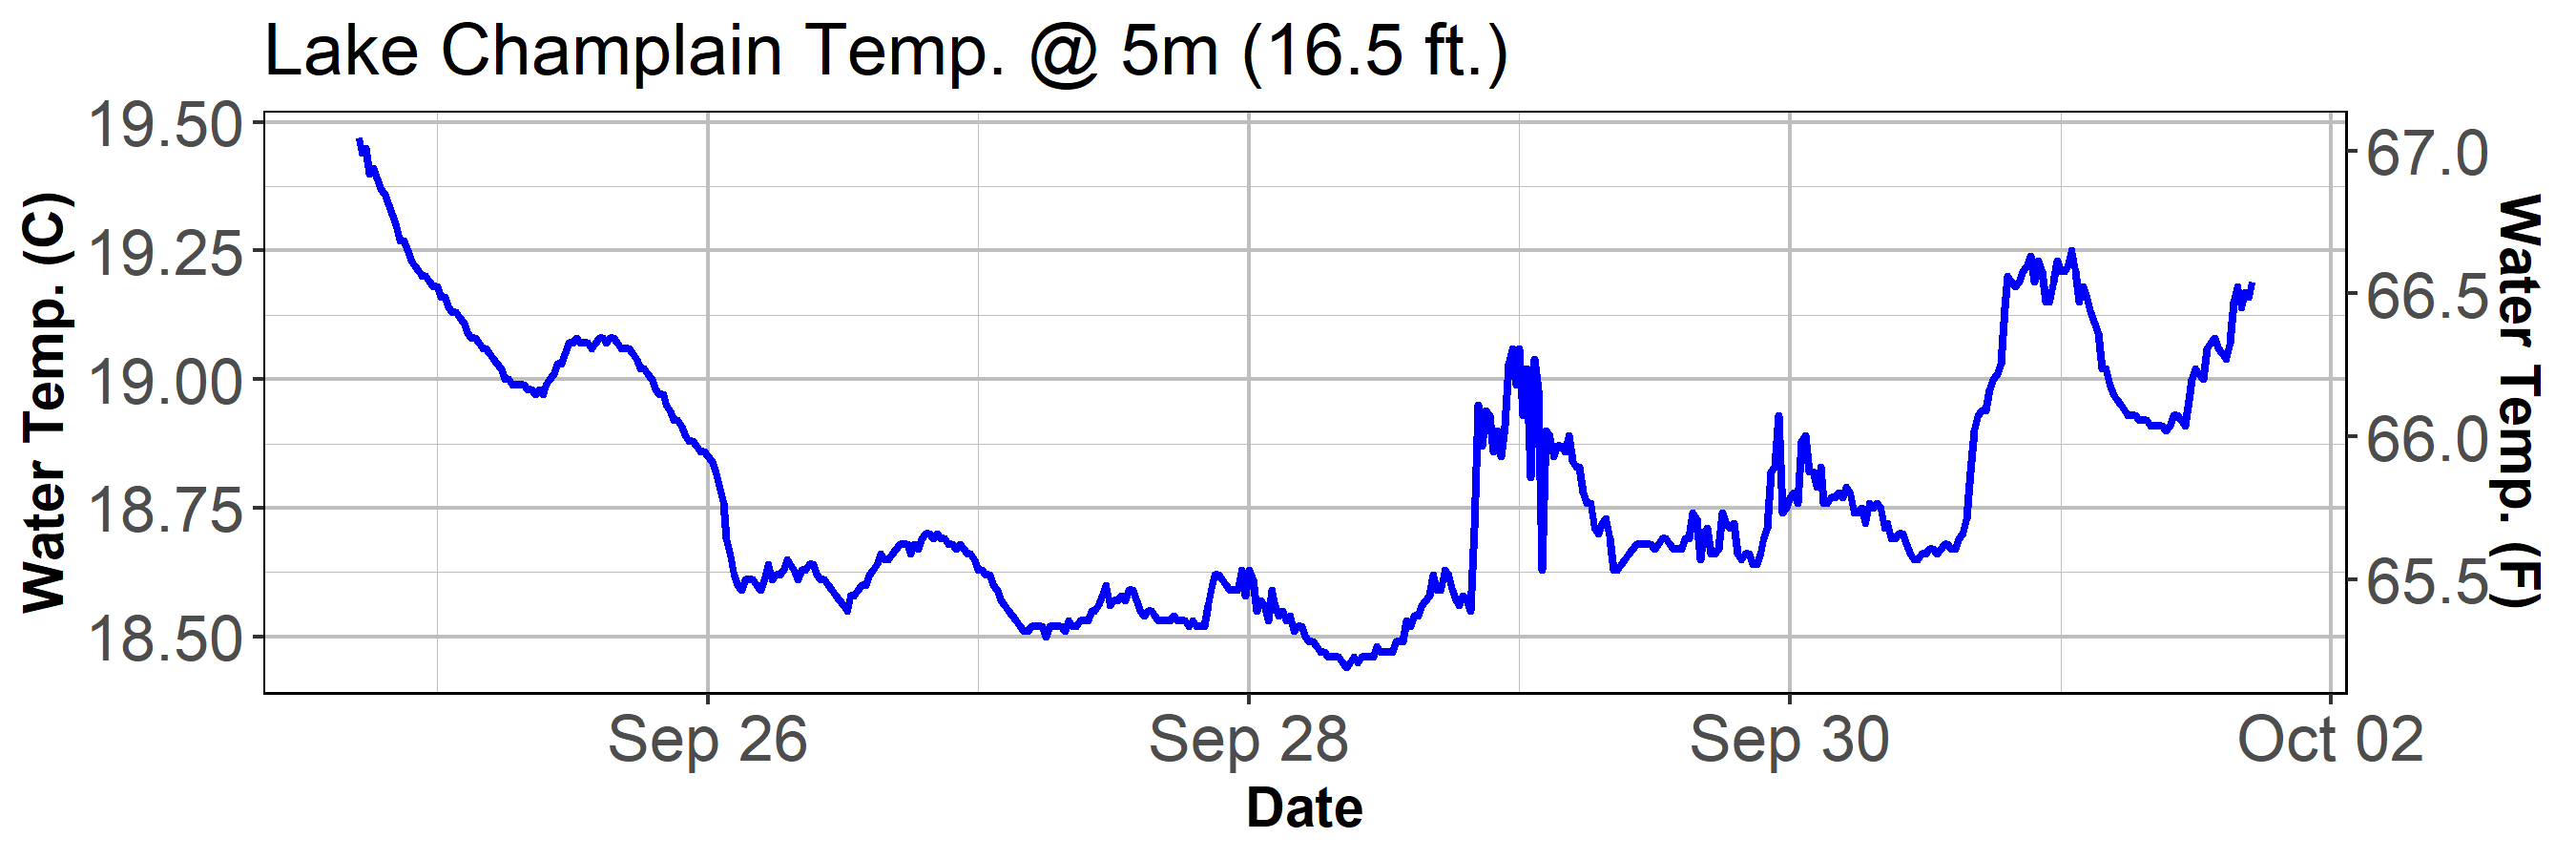 Lake Champlain Temp. @ 5m (16.5 ft.)
Water Temp. (C)
19.50
19.25
19.00
18.75
18.50
67.0
66.5
66.0
65.5
Water Temp. (F)
Sep 26
Sep 28
Sep 30
Oct 02
Date